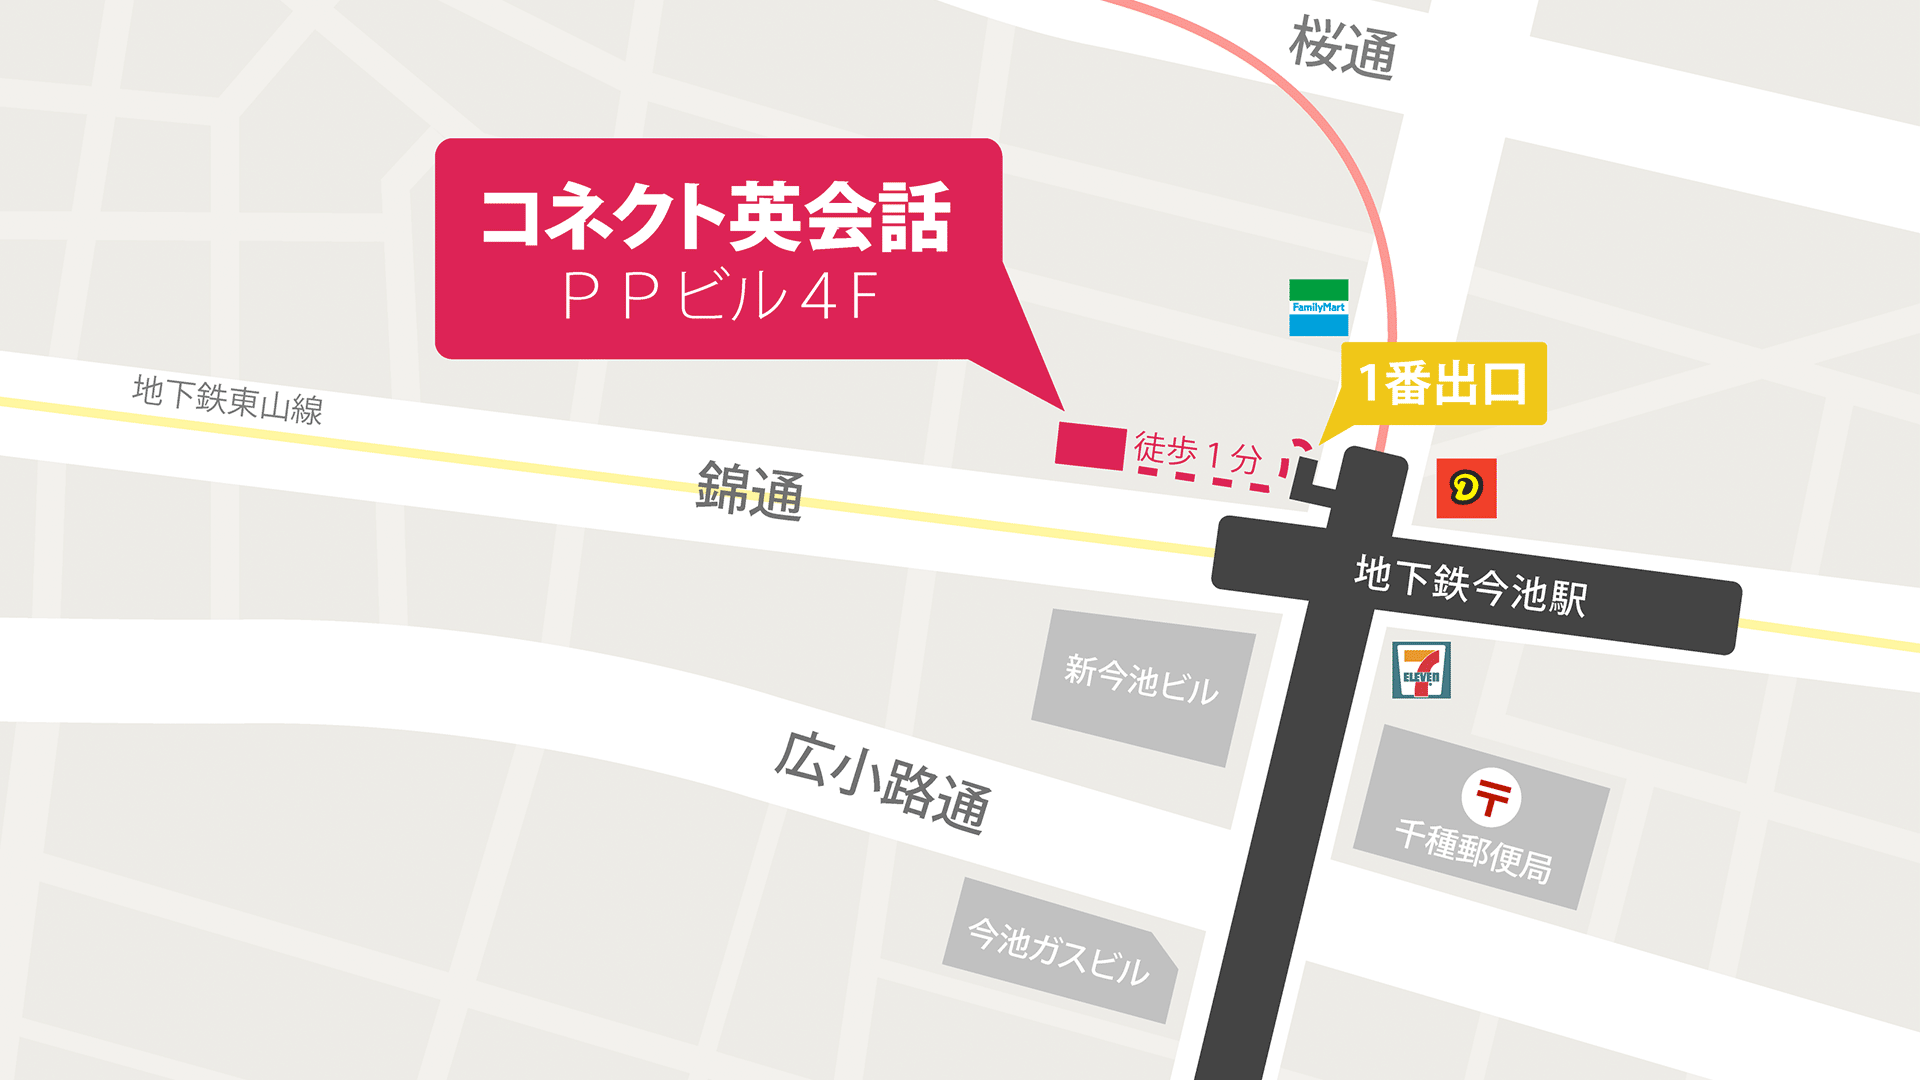 桜通
コネクト英会話
ＰＰビル４Ｆ
FamilyMart
1番出口
地下鉄東山線
徒歩１分
錦通
D
地下鉄今池駅
新今池ビル
7
ELEVEn
広小路通
〒
千種郵便局
今池ガスビル